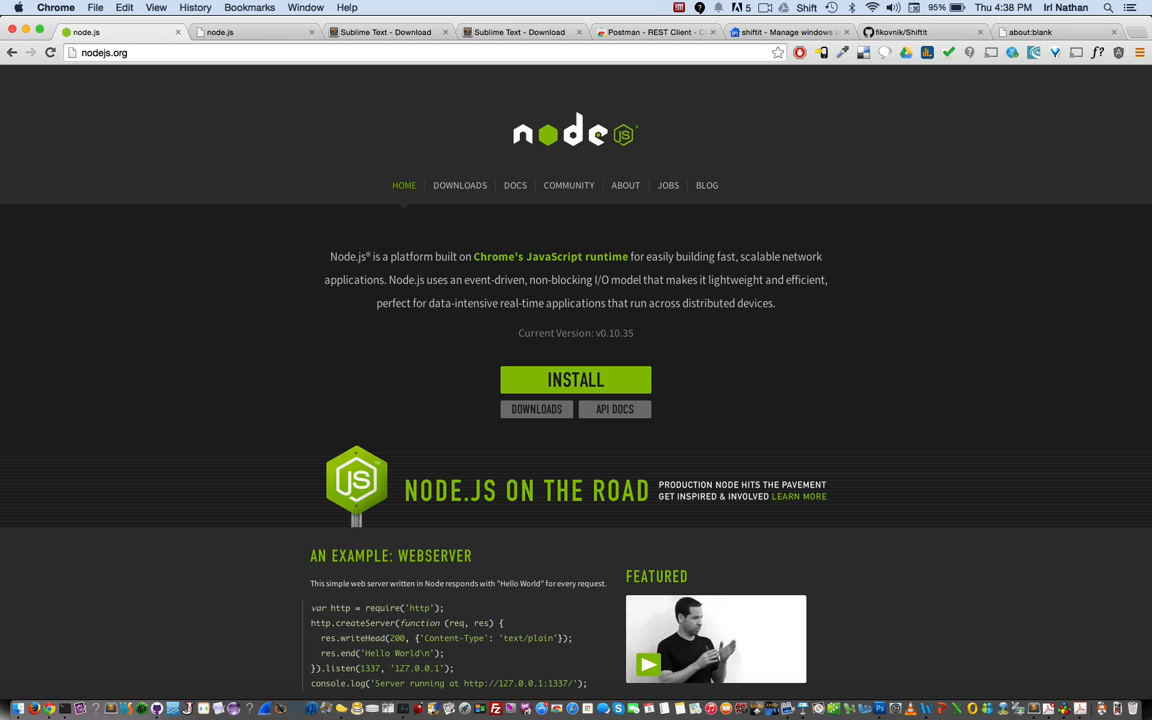 Chrome File Edit View History Bookmarks Window Help 5 Shift 95% Thu 4:38 PM Irl Nathan
node.js node.js Sublime Text - Download Sublime Text - Download Postman - REST Client - C shiftit - Manage windows i fikovnik/ShiftIt about:blank
nodejs.org
node JS
HOME DOWNLOADS DOCS COMMUNITY ABOUT JOBS BLOG
Node.js® is a platform built on Chrome's JavaScript runtime for easily building fast, scalable network
applications. Node.js uses an event-driven, non-blocking I/O model that makes it lightweight and efficient,
perfect for data-intensive real-time applications that run across distributed devices.
Current Version: v0.10.35
INSTALL
DOWNLOADS API DOCS
JS
NODE.JS ON THE ROAD
PRODUCTION NODE HITS THE PAVEMENT
GET INSPIRED & INVOLVED LEARN MORE
AN EXAMPLE: WEBSERVER
This simple web server written in Node responds with "Hello World" for every request.
var http = require('http');
http.createServer(function (req, res) {
res.writeHead(200, {'Content-Type': 'text/plain'});
res.end('Hello World\n');
}).listen(1337, '127.0.0.1');
console.log('Server running at http://127.0.0.1:1337/');
FEATURED